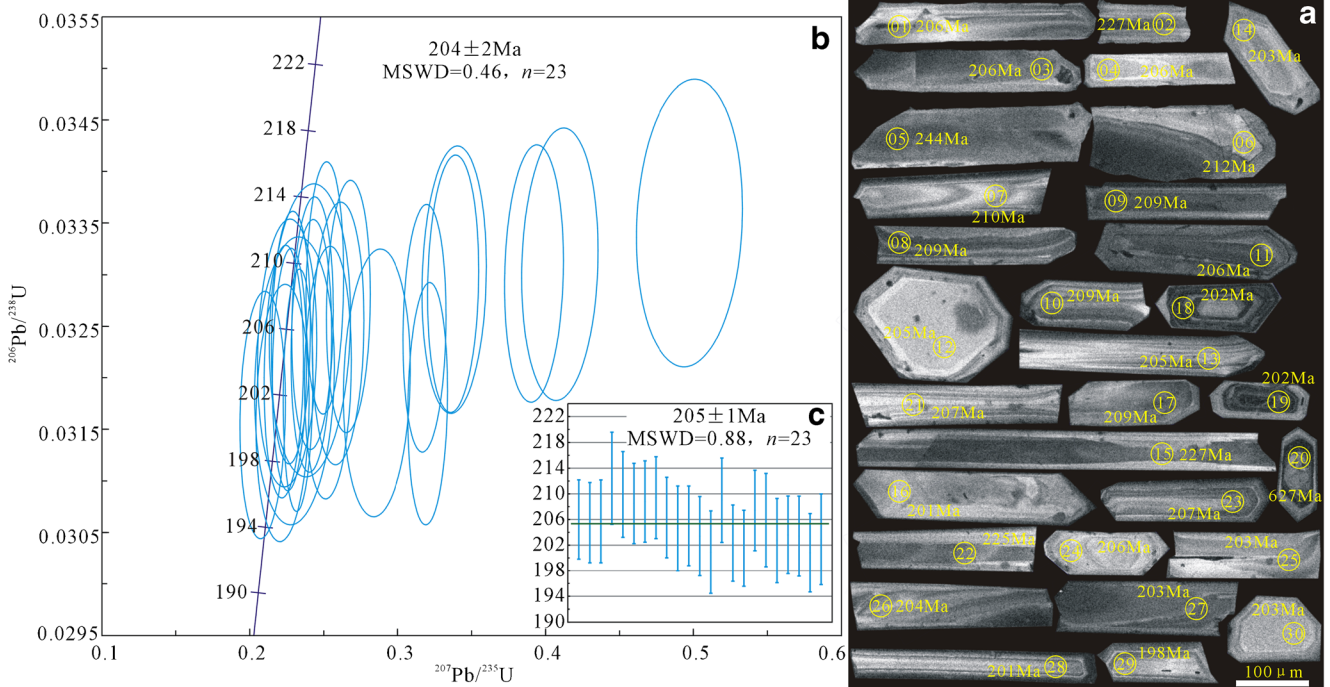 b
204±2Ma
MSWD=0.46, n=23
222
218
214
210
206
202
198
194
190
0.0355
0.0345
0.0335
0.0325
0.0315
0.0305
0.0295
²⁰⁶Pb/²³⁸U
0.1
0.2
0.3
0.4
0.5
0.6
²⁰⁷Pb/²³⁵U
c
205±1Ma
MSWD=0.88, n=23
222
218
214
210
206
202
198
194
190
a
01 206Ma
227Ma 02
14
203Ma
206Ma 03
04 206Ma
05 244Ma
06
212Ma
07
210Ma
09 209Ma
08
209Ma
11
206Ma
10 209Ma
18 202Ma
205Ma
12
205Ma 13
21
207Ma
17
209Ma
202Ma
19
15 227Ma
20
627Ma
16
201Ma
23
207Ma
225Ma
22
24 206Ma
203Ma
25
26 204Ma
203Ma
27
203Ma
30
201Ma 28
198Ma
29
100 μm